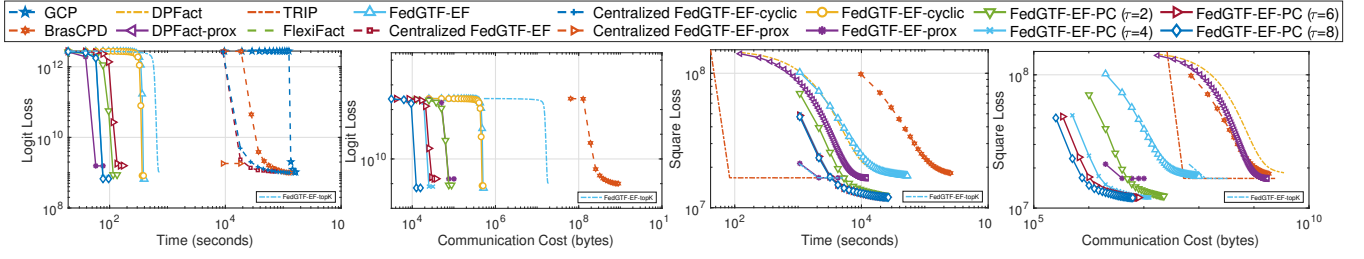 GCP DPFact TRIP FedGTF-EF Centralized FedGTF-EF-cyclic FedGTF-EF-cyclic FedGTF-EF-PC (τ=2) FedGTF-EF-PC (τ=6)
BrasCPD DPFact-prox FlexiFact Centralized FedGTF-EF Centralized FedGTF-EF-prox FedGTF-EF-prox FedGTF-EF-PC (τ=4) FedGTF-EF-PC (τ=8)
Logit Loss
10^12
10^10
10^8
FedGTF-EF-topK
10^2 10^4 10
Time (seconds)
Logit Loss
10^10
FedGTF-EF-topK
10^4 10^6 10^8 10
Communication Cost (bytes)
Square Loss
10^8
10^7
FedGTF-EF-topK
10^2 10^4 10
Time (seconds)
Square Loss
10^8
10^7
FedGTF-EF-topK
10^5 10^10
Communication Cost (bytes)